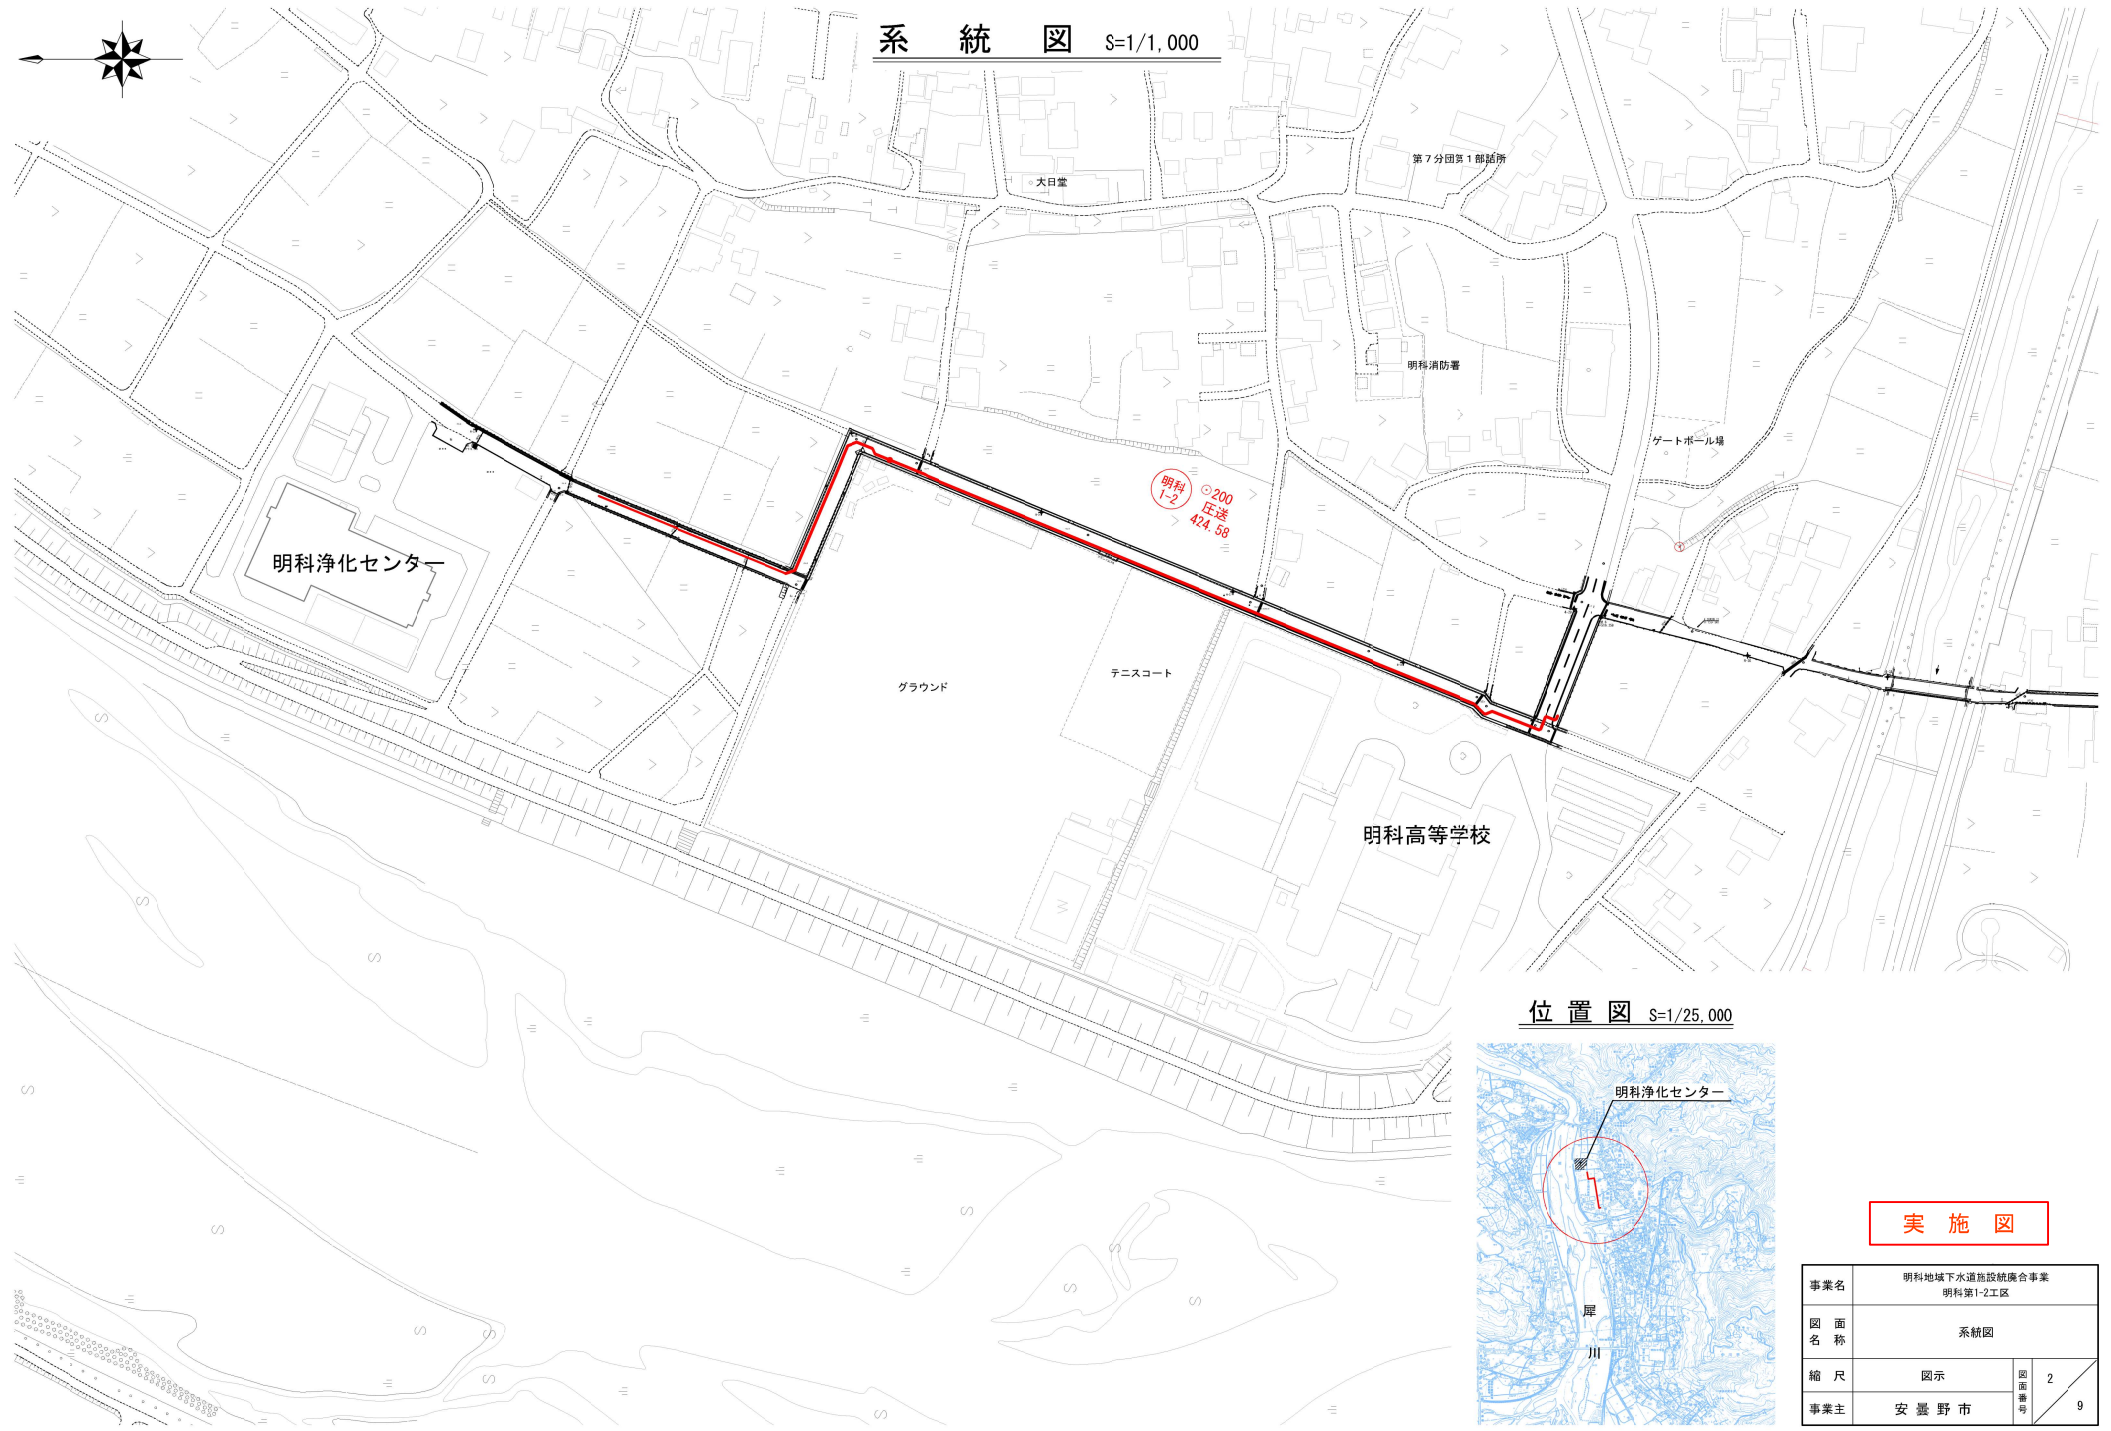 系統図 S=1/1,000
第7分団第1部詰所
大日堂
明科消防署
ゲートボール場
明科
1-2
⊙200
圧送
424.58
明科浄化センター
グラウンド
テニスコート
明科高等学校
位置図 S=1/25,000
明科浄化センター
犀
川
実施図
事業名
明科地域下水道施設統廃合事業
明科第1-2工区
図面
名称
系統図
縮尺
図示
図面番号
2
9
事業主
安曇野市